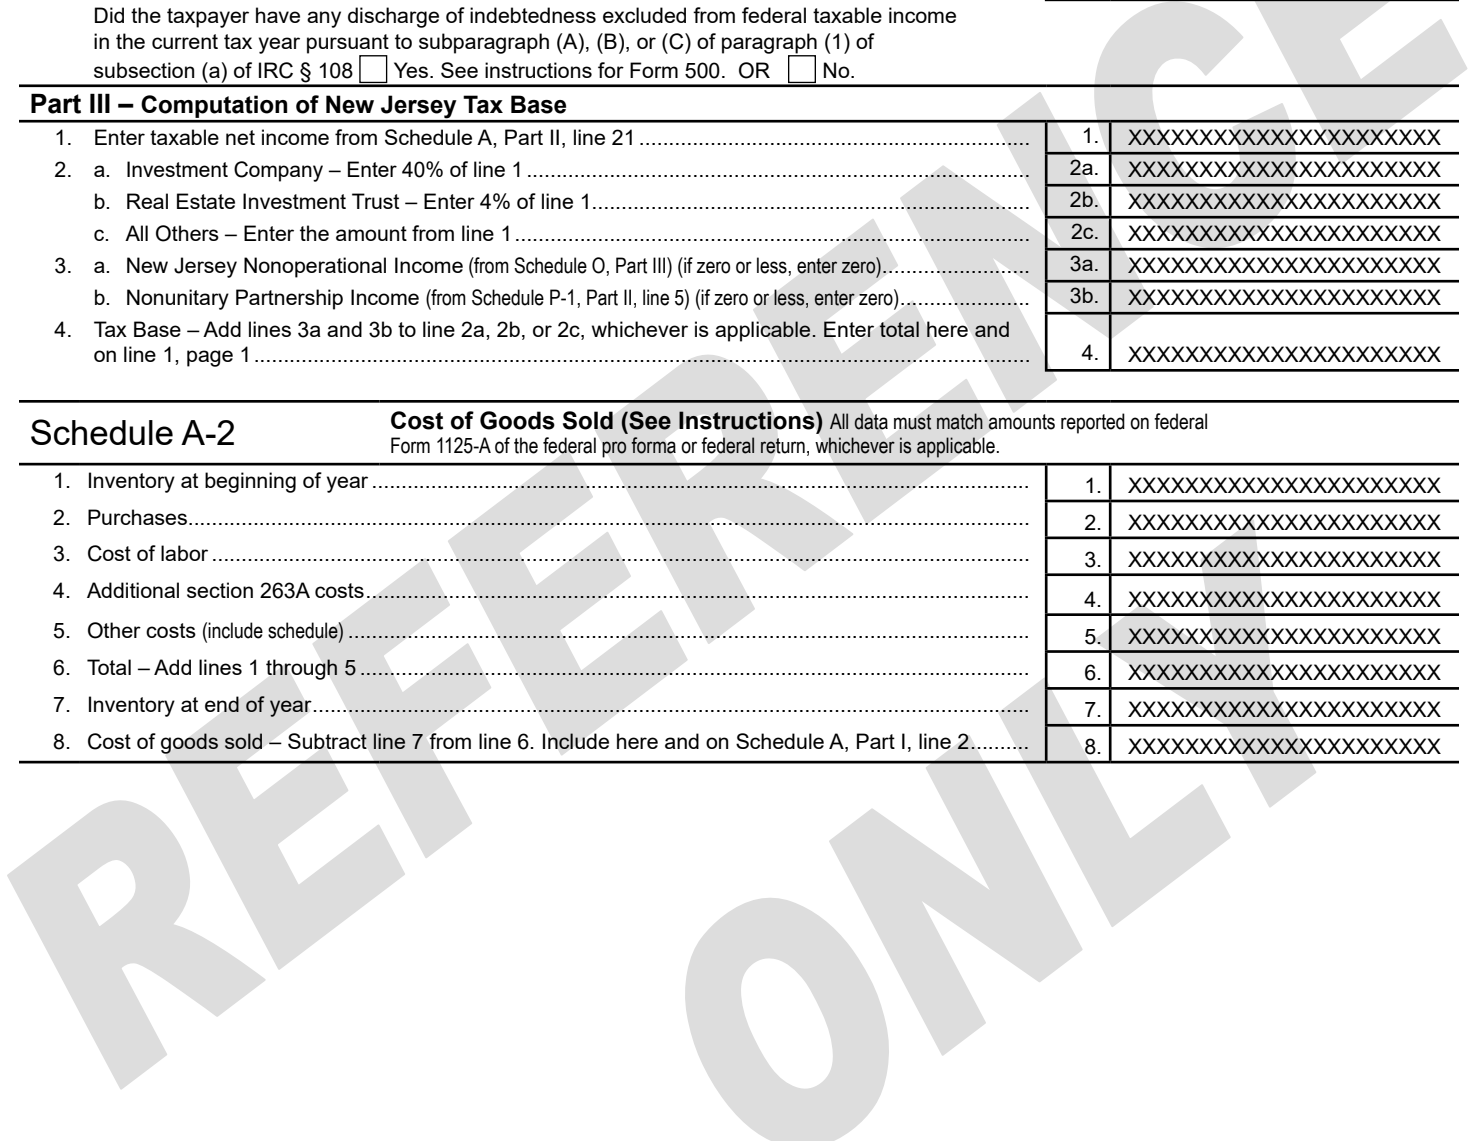 Did the taxpayer have any discharge of indebtedness excluded from federal taxable income
in the current tax year pursuant to subparagraph (A), (B), or (C) of paragraph (1) of
subsection (a) of IRC § 108 Yes. See instructions for Form 500. OR No.
Part III – Computation of New Jersey Tax Base
1. Enter taxable net income from Schedule A, Part II, line 21 1. XXXXXXXXXXXXXXXXXXXXXX
2. a. Investment Company – Enter 40% of line 1 2a. XXXXXXXXXXXXXXXXXXXXXX
b. Real Estate Investment Trust – Enter 4% of line 1 2b. XXXXXXXXXXXXXXXXXXXXXX
c. All Others – Enter the amount from line 1 2c. XXXXXXXXXXXXXXXXXXXXXX
3. a. New Jersey Nonoperational Income (from Schedule O, Part III) (if zero or less, enter zero) 3a. XXXXXXXXXXXXXXXXXXXXXX
b. Nonunitary Partnership Income (from Schedule P-1, Part II, line 5) (if zero or less, enter zero) 3b. XXXXXXXXXXXXXXXXXXXXXX
4. Tax Base – Add lines 3a and 3b to line 2a, 2b, or 2c, whichever is applicable. Enter total here and
on line 1, page 1 4. XXXXXXXXXXXXXXXXXXXXXX
Schedule A-2
Cost of Goods Sold (See Instructions) All data must match amounts reported on federal
Form 1125-A of the federal pro forma or federal return, whichever is applicable.
1. Inventory at beginning of year 1. XXXXXXXXXXXXXXXXXXXXXX
2. Purchases 2. XXXXXXXXXXXXXXXXXXXXXX
3. Cost of labor 3. XXXXXXXXXXXXXXXXXXXXXX
4. Additional section 263A costs 4. XXXXXXXXXXXXXXXXXXXXXX
5. Other costs (include schedule) 5. XXXXXXXXXXXXXXXXXXXXXX
6. Total – Add lines 1 through 5 6. XXXXXXXXXXXXXXXXXXXXXX
7. Inventory at end of year 7. XXXXXXXXXXXXXXXXXXXXXX
8. Cost of goods sold – Subtract line 7 from line 6. Include here and on Schedule A, Part I, line 2 8. XXXXXXXXXXXXXXXXXXXXXX
REFERENCE
ONLY